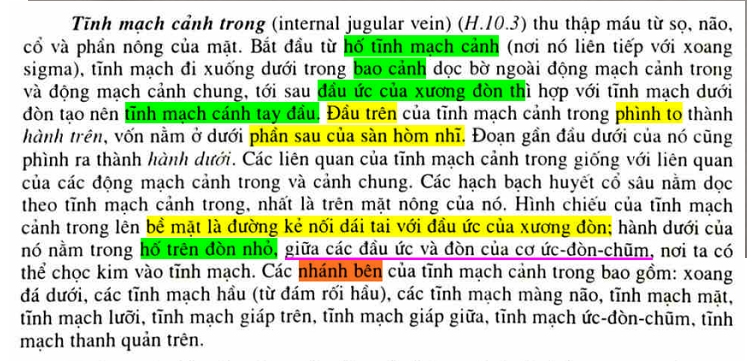 Tĩnh mạch cảnh trong (internal jugular vein) (H.10.3) thu thập máu từ sọ, não,
cổ và phần nông của mặt. Bắt đầu từ hố tĩnh mạch cảnh (nơi nó liên tiếp với xoang
sigma), tĩnh mạch đi xuống dưới trong bao cảnh dọc bờ ngoài động mạch cảnh trong
và động mạch cảnh chung, tới sau đầu ức của xương đòn thì hợp với tĩnh mạch dưới
đòn tạo nên tĩnh mạch cánh tay đầu. Đầu trên của tĩnh mạch cảnh trong phình to thành
hành trên, vốn nằm ở dưới phần sau của sàn hòm nhĩ. Đoạn gần đầu dưới của nó cũng
phình ra thành hành dưới. Các liên quan của tĩnh mạch cảnh trong giống với liên quan
của các động mạch cảnh trong và cảnh chung. Các hạch bạch huyết cổ sâu nằm dọc
theo tĩnh mạch cảnh trong, nhất là trên mặt nông của nó. Hình chiếu của tĩnh mạch
cảnh trong lên bề mặt là đường kẻ nối dái tai với đầu ức của xương đòn; hành dưới của
nó nằm trong hố trên đòn nhỏ, giữa các đầu ức và đòn của cơ ức-đòn-chũm, nơi ta có
thể chọc kim vào tĩnh mạch. Các nhánh bên của tĩnh mạch cảnh trong bao gồm: xoang
đá dưới, các tĩnh mạch hầu (từ đám rối hầu), các tĩnh mạch màng não, tĩnh mạch mặt,
tĩnh mạch lưỡi, tĩnh mạch giáp trên, tĩnh mạch giáp giữa, tĩnh mạch ức-đòn-chũm, tĩnh
mạch thanh quản trên.